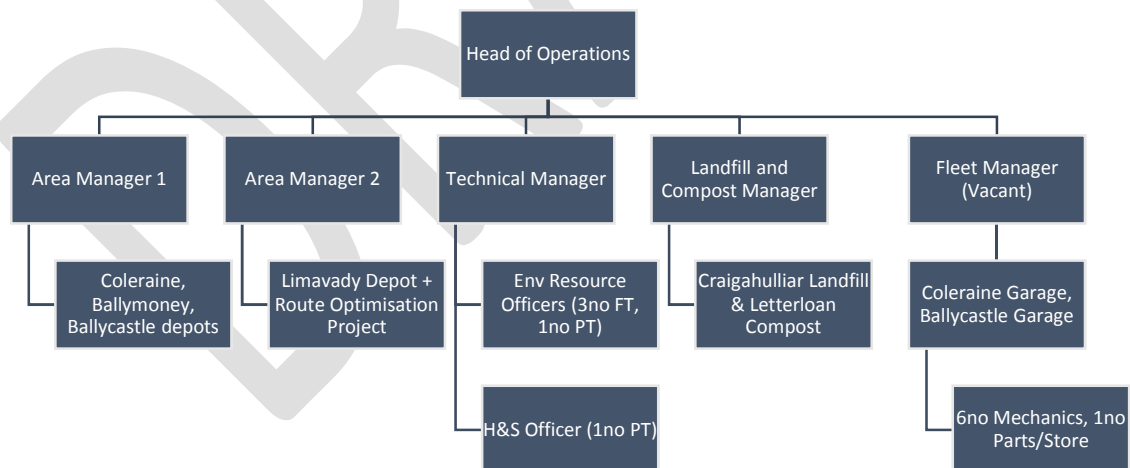 Head of Operations
Area Manager 1
Area Manager 2
Technical Manager
Landfill and
Compost Manager
Fleet Manager
(Vacant)
Coleraine,
Ballymoney,
Ballycastle depots
Limavady Depot +
Route Optimisation
Project
Env Resource
Officers (3no FT,
1no PT)
Craigahulliar Landfill
& Letterloan
Compost
Coleraine Garage,
Ballycastle Garage
H&S Officer (1no PT)
6no Mechanics, 1no
Parts/Store